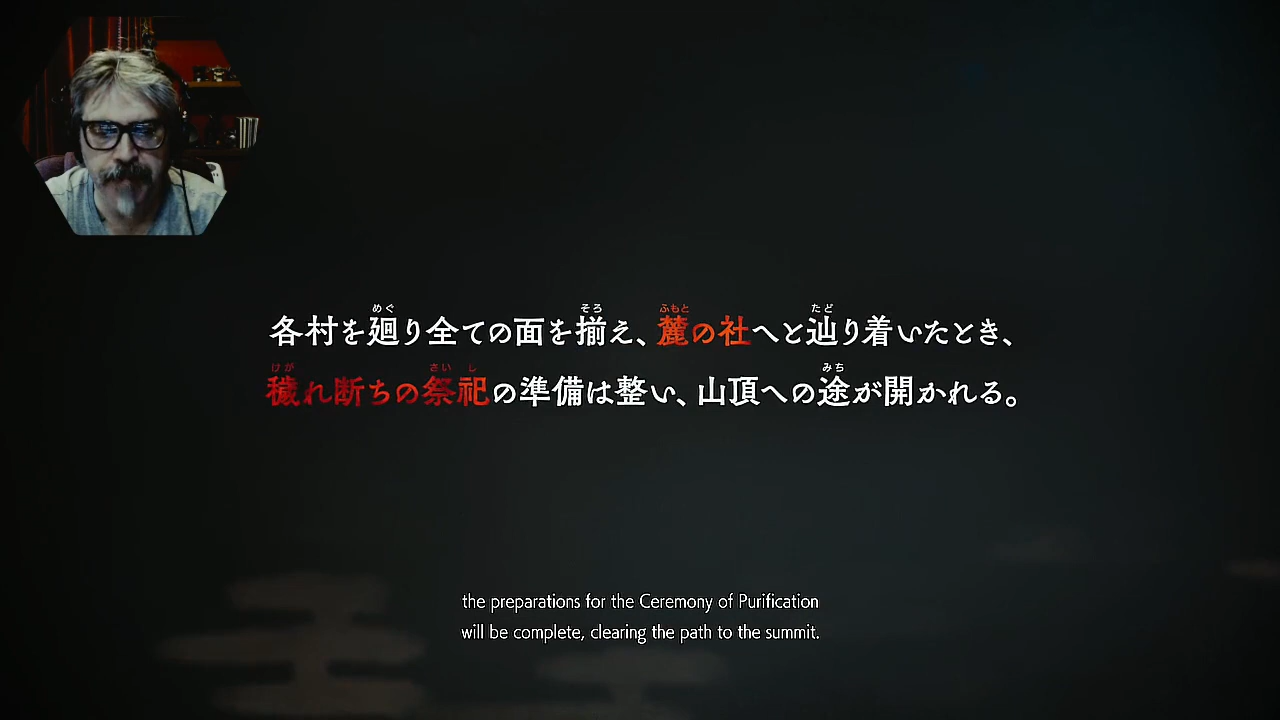 各村を廻り全ての面を揃え、麓の社へと辿り着いたとき、
穢れ断ちの祭祀の準備は整い、山頂への途が開かれる。
the preparations for the Ceremony of Purification
will be complete, clearing the path to the summit.